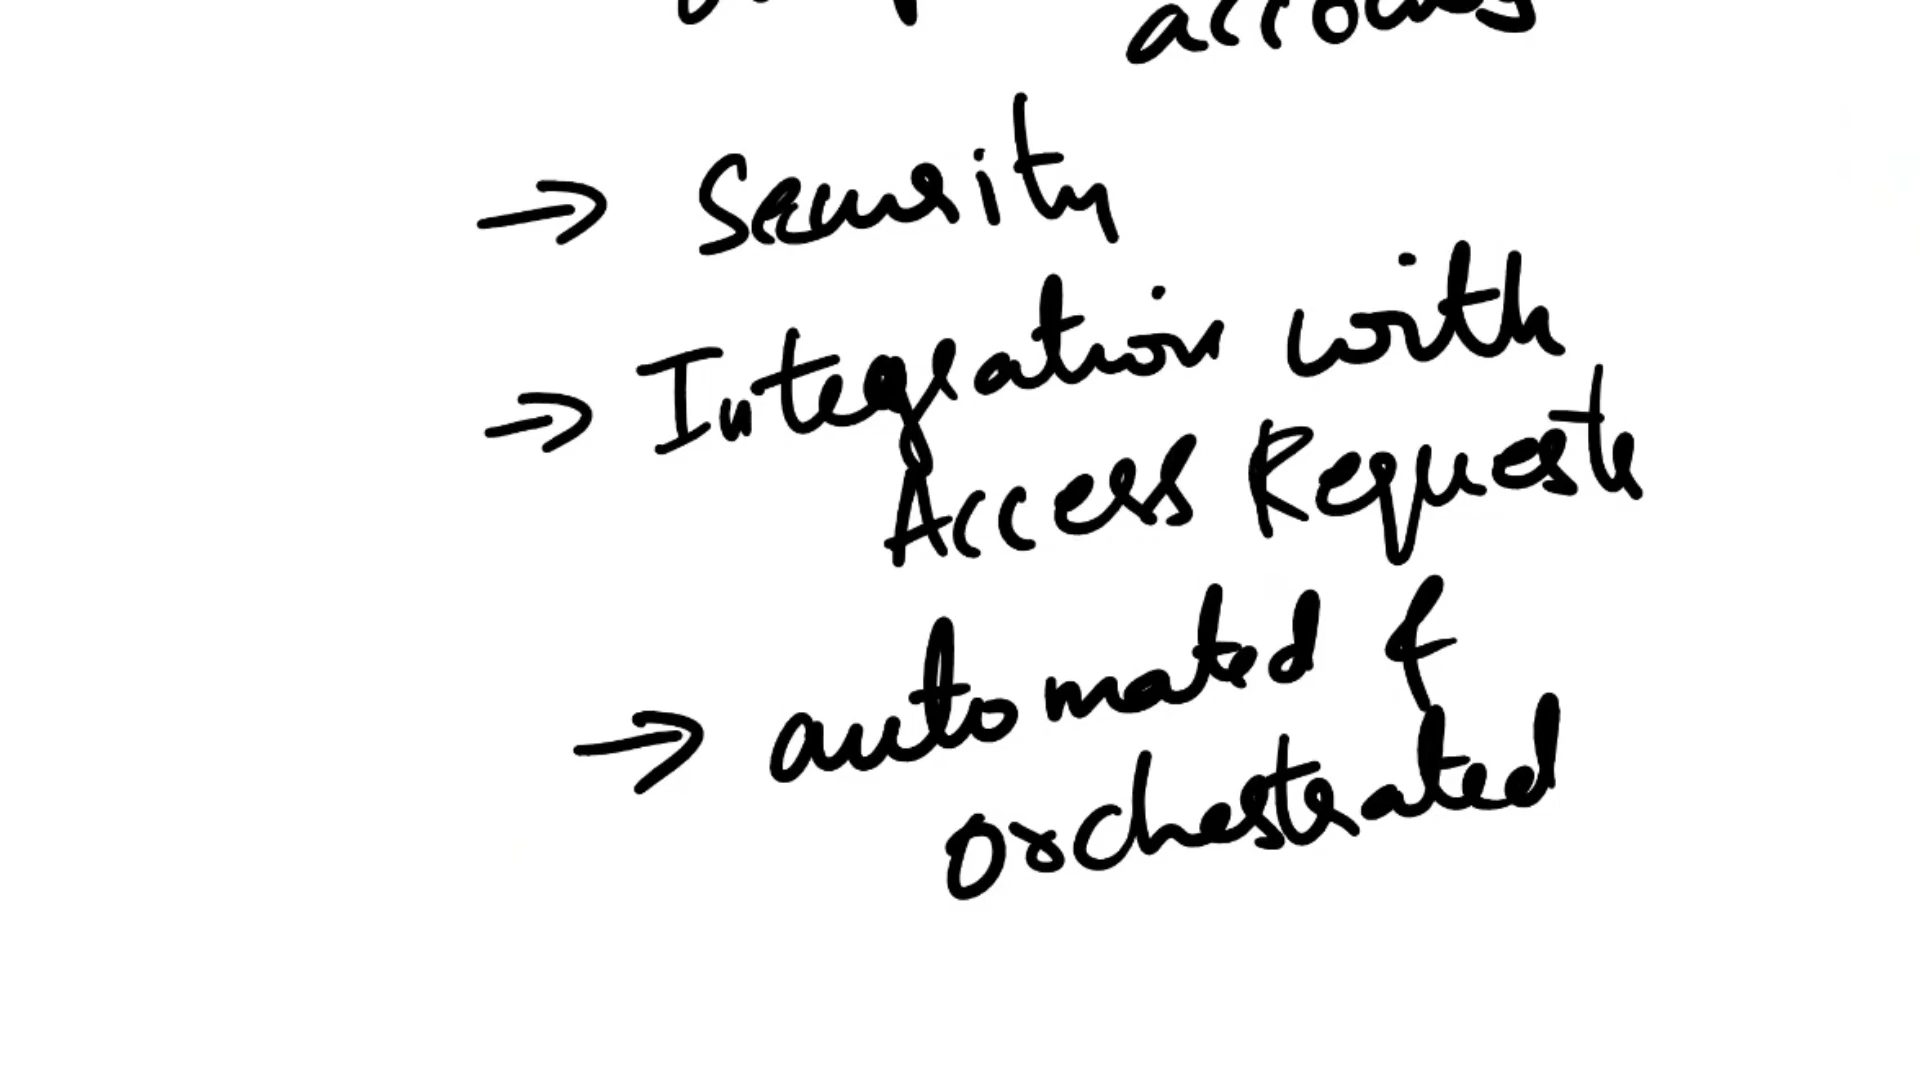 → Security
→ Integration with
Access Requests
→ automated &
orchestrated